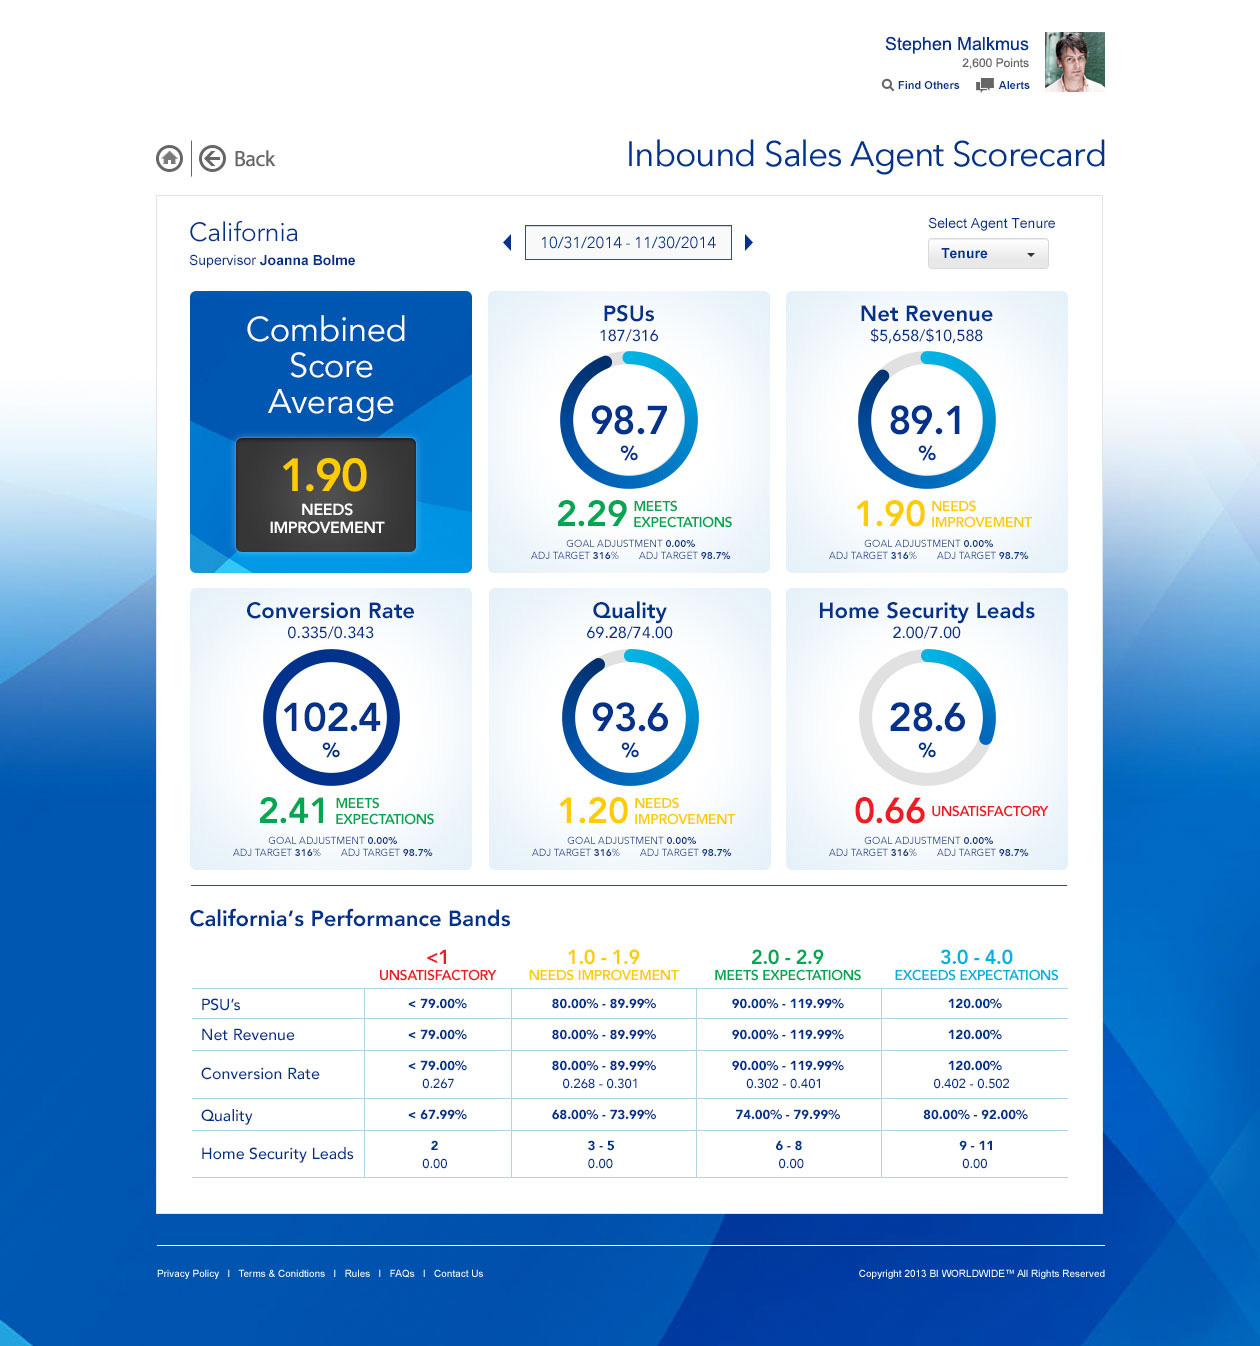 Stephen Malkmus
2,600 Points
Find Others Alerts
Back
Inbound Sales Agent Scorecard
California
Supervisor Joanna Bolme
10/31/2014 - 11/30/2014
Select Agent Tenure
Tenure
Combined
Score
Average
1.90
NEEDS
IMPROVEMENT
PSUs
187/316
98.7
%
2.29 MEETS
EXPECTATIONS
GOAL ADJUSTMENT 0.00%
ADJ TARGET 316% ADJ TARGET 98.7%
Net Revenue
$5,658/$10,588
89.1
%
1.90 NEEDS
IMPROVEMENT
GOAL ADJUSTMENT 0.00%
ADJ TARGET 316% ADJ TARGET 98.7%
Conversion Rate
0.335/0.343
102.4
%
2.41 MEETS
EXPECTATIONS
GOAL ADJUSTMENT 0.00%
ADJ TARGET 316% ADJ TARGET 98.7%
Quality
69.28/74.00
93.6
%
1.20 NEEDS
IMPROVEMENT
GOAL ADJUSTMENT 0.00%
ADJ TARGET 316% ADJ TARGET 98.7%
Home Security Leads
2.00/7.00
28.6
%
0.66 UNSATISFACTORY
GOAL ADJUSTMENT 0.00%
ADJ TARGET 316% ADJ TARGET 98.7%
California's Performance Bands
<1 1.0 - 1.9 2.0 - 2.9 3.0 - 4.0
UNSATISFACTORY NEEDS IMPROVEMENT MEETS EXPECTATIONS EXCEEDS EXPECTATIONS
PSU's < 79.00% 80.00% - 89.99% 90.00% - 119.99% 120.00%
Net Revenue < 79.00% 80.00% - 89.99% 90.00% - 119.99% 120.00%
Conversion Rate < 79.00% 80.00% - 89.99% 90.00% - 119.99% 120.00%
0.267 0.268 - 0.301 0.302 - 0.401 0.402 - 0.502
Quality < 67.99% 68.00% - 73.99% 74.00% - 79.99% 80.00% - 92.00%
Home Security Leads 2 3 - 5 6 - 8 9 - 11
0.00 0.00 0.00 0.00
Privacy Policy I Terms & Conidtions I Rules I FAQs I Contact Us
Copyright 2013 BI WORLDWIDE™ All Rights Reserved